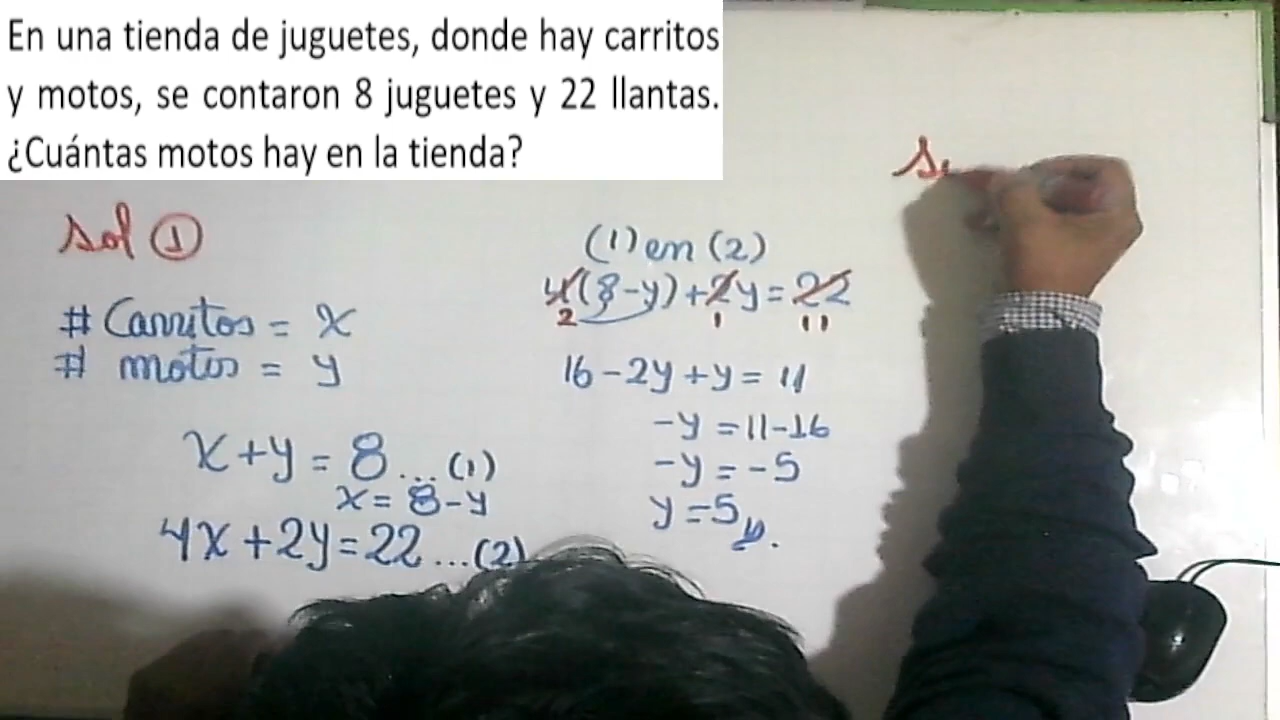 En una tienda de juguetes, donde hay carritos
y motos, se contaron 8 juguetes y 22 llantas.
¿Cuántas motos hay en la tienda?
Sol ①
# Carritos = x
# motos = y
x+y = 8 ... (1)
x = 8-y
4x+2y=22 ...(2)
(1) en (2)
4(8-y)+2y=22
2 1 11
16-2y+y = 11
-y = 11-16
-y = -5
y = 5